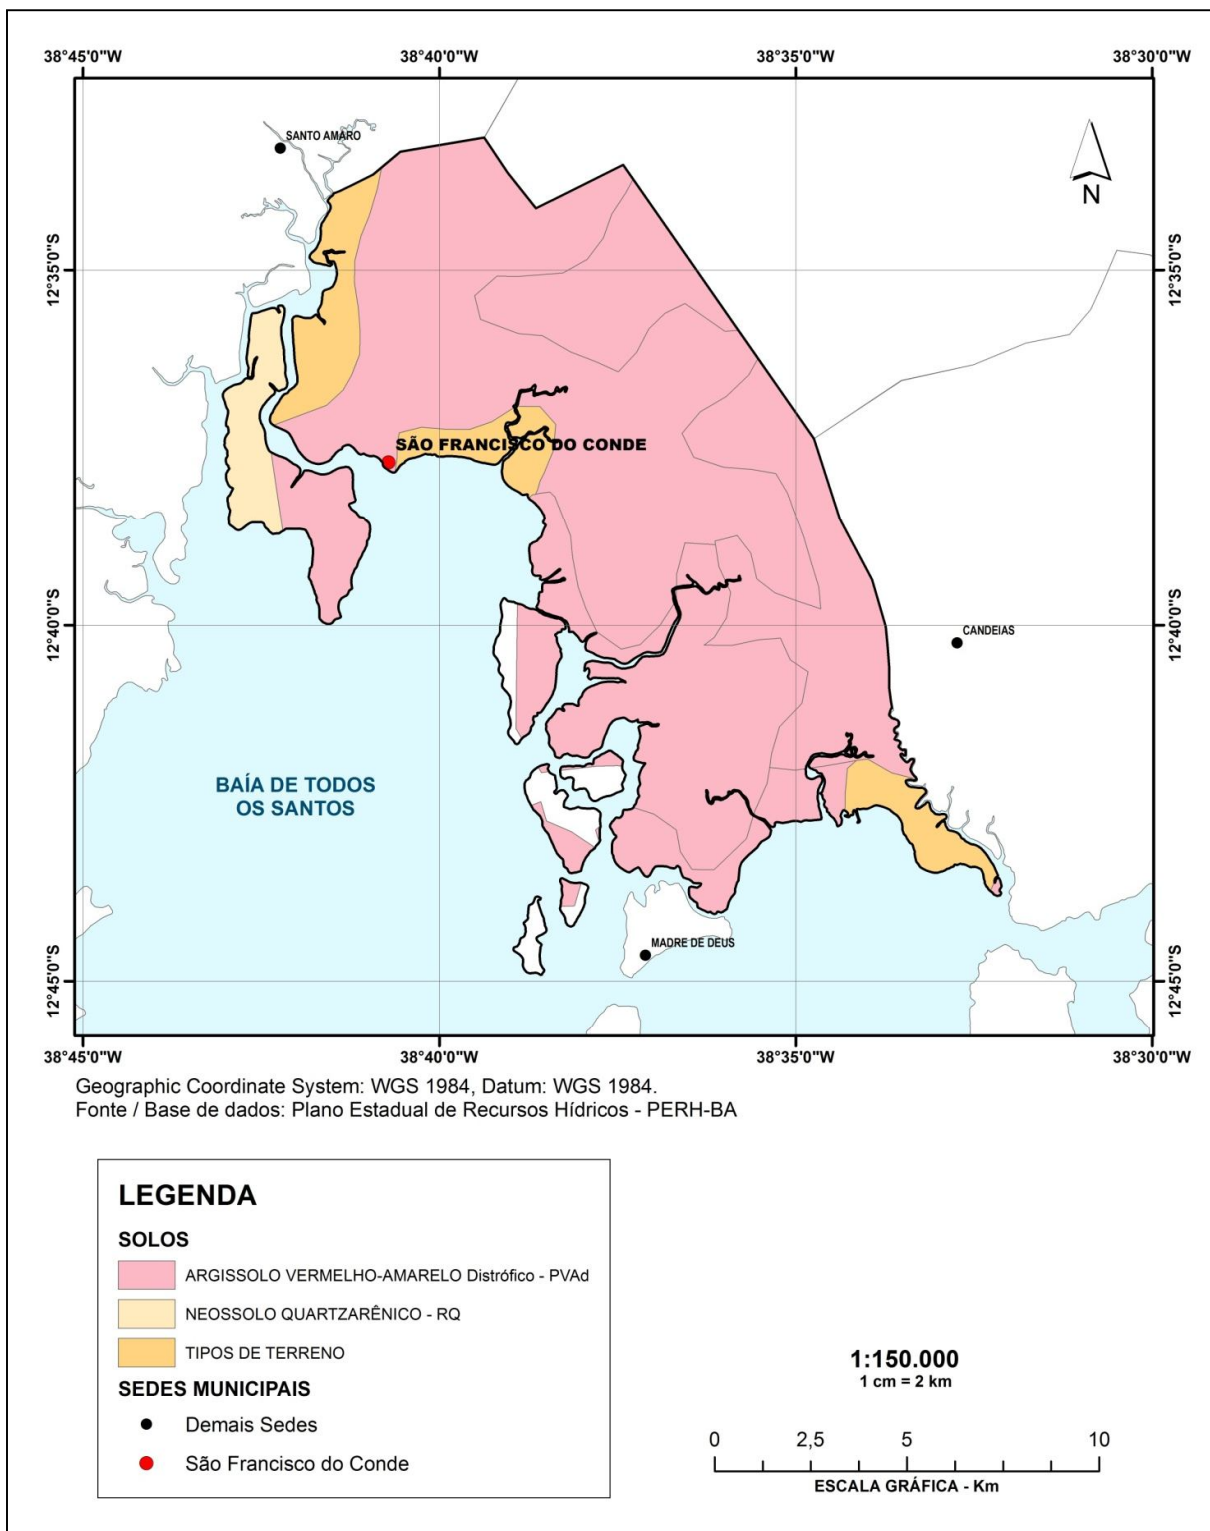 38°45'0"W
38°40'0"W
38°35'0"W
38°30'0"W
SANTO AMARO
N
12°35'0"S
12°35'0"S
SÃO FRANCISCO DO CONDE
12°40'0"S
12°40'0"S
CANDEIAS
BAÍA DE TODOS
OS SANTOS
MADRE DE DEUS
12°45'0"S
12°45'0"S
38°45'0"W
38°40'0"W
38°35'0"W
38°30'0"W
Geographic Coordinate System: WGS 1984, Datum: WGS 1984.
Fonte / Base de dados: Plano Estadual de Recursos Hídricos - PERH-BA
LEGENDA
SOLOS
ARGISSOLO VERMELHO-AMARELO Distrófico - PVAd
NEOSSOLO QUARTZARÊNICO - RQ
TIPOS DE TERRENO
SEDES MUNICIPAIS
Demais Sedes
São Francisco do Conde
1:150.000
1 cm = 2 km
0 2,5 5 10
ESCALA GRÁFICA - Km